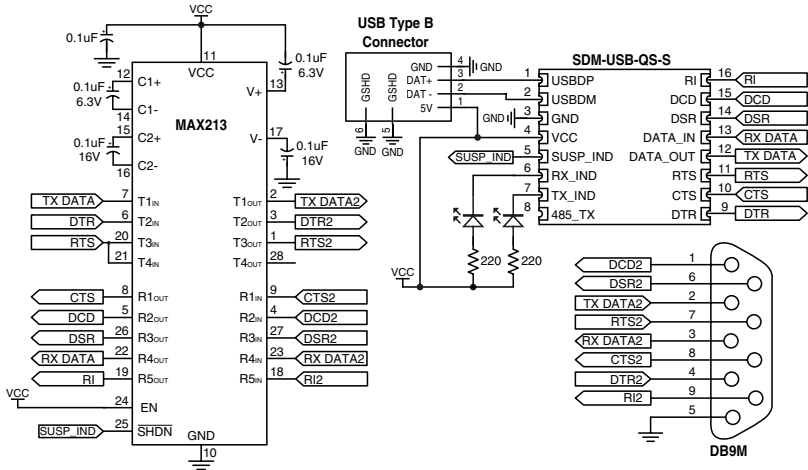 VCC
0.1uF
11
VCC
0.1uF
6.3V
12
C1+
0.1uF
6.3V
C1-
14
13
V+
MAX213
15
C2+
0.1uF
16V
C2-
16
17
V-
0.1uF
16V
TX DATA 7 T1IN
T1OUT 2 TX DATA2
DTR 6 T2IN
T2OUT 3 DTR2
RTS 20 T3IN
T3OUT 1 RTS2
21 T4IN
T4OUT 28
CTS 8 R1OUT
R1IN 9 CTS2
DCD 5 R2OUT
R2IN 4 DCD2
DSR 26 R3OUT
R3IN 27 DSR2
RX DATA 22 R4OUT
R4IN 23 RX DATA2
RI 19 R5OUT
R5IN 18 RI2
VCC
24 EN
SUSP_IND 25 SHDN
GND
10
USB Type B
Connector
GSHD
GSHD
GND 4 GND
DAT+ 3
DAT - 2
5V 1
6
GND
5
GND
SDM-USB-QS-S
1 USBDP
2 USBDM
GND 3 GND
4 VCC
SUSP_IND 5 SUSP_IND
6 RX_IND
7 TX_IND
8 485_TX
RI 16 RI
DCD 15 DCD
DSR 14 DSR
DATA_IN 13 RX DATA
DATA_OUT 12 TX DATA
RTS 11 RTS
CTS 10 CTS
DTR 9 DTR
220
220
VCC
DCD2 1
DSR2 6
TX DATA2 2
RTS2 7
RX DATA2 3
CTS2 8
DTR2 4
RI2 9
5
DB9M